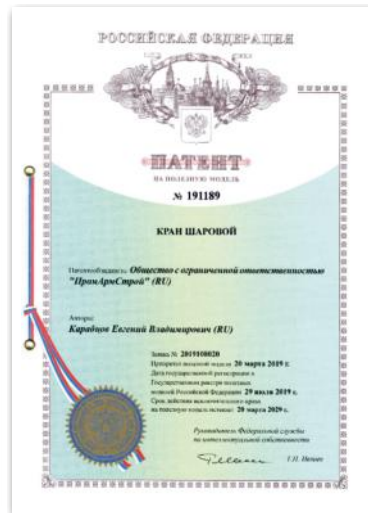 РОССИЙСКАЯ ФЕДЕРАЦИЯ
ПАТЕНТ
НА ПОЛЕЗНУЮ МОДЕЛЬ
№ 191189
КРАН ШАРОВОЙ
Патентообладатель: Общество с ограниченной ответственностью
"ПромАрмСтрой" (RU)
Авторы:
Карадцов Евгений Владимирович (RU)
Заявка № 2019108020
Приоритет полезной модели 20 марта 2019 г.
Дата государственной регистрации в
Государственном реестре полезных
моделей Российской Федерации 29 июля 2019 г.
Срок действия исключительного права
на полезную модель истекает 20 марта 2029 г.
Руководитель Федеральной службы
по интеллектуальной собственности
Г.П. Ивлиев